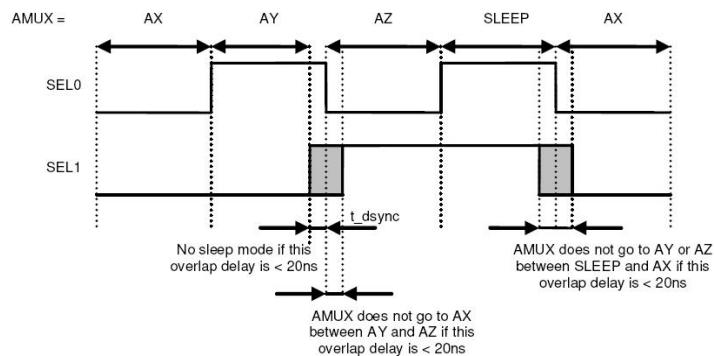 AMUX = AX AY AZ SLEEP AX
SEL0
SEL1
t_dsync
No sleep mode if this
overlap delay is < 20ns
AMUX does not go to AY or AZ
between SLEEP and AX if this
overlap delay is < 20ns
AMUX does not go to AX
between AY and AZ if this
overlap delay is < 20ns